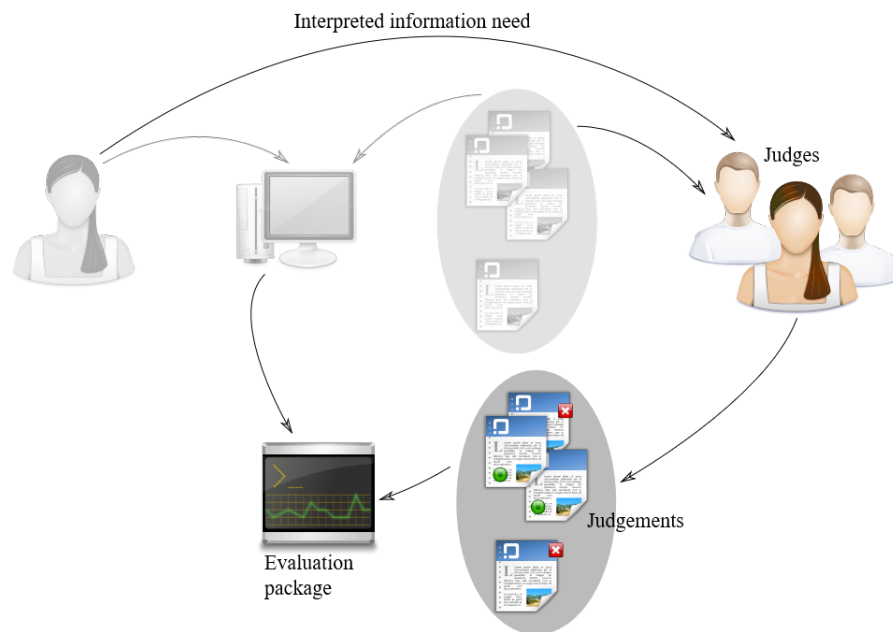 Interpreted information need
Judges
Judgements
Evaluation
package